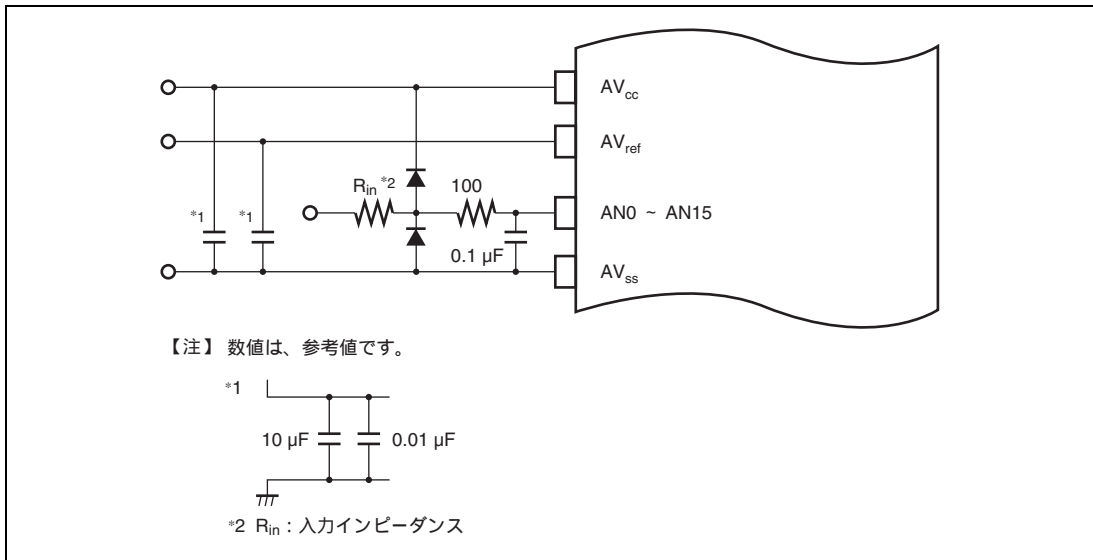 AVcc
AVref
Rin *2
100
*1
*1
AN0 ~ AN15
0.1 μF
AVss
【注】 数値は、参考値です。
*1
10 μF
0.01 μF
*2 Rin : 入力インピーダンス